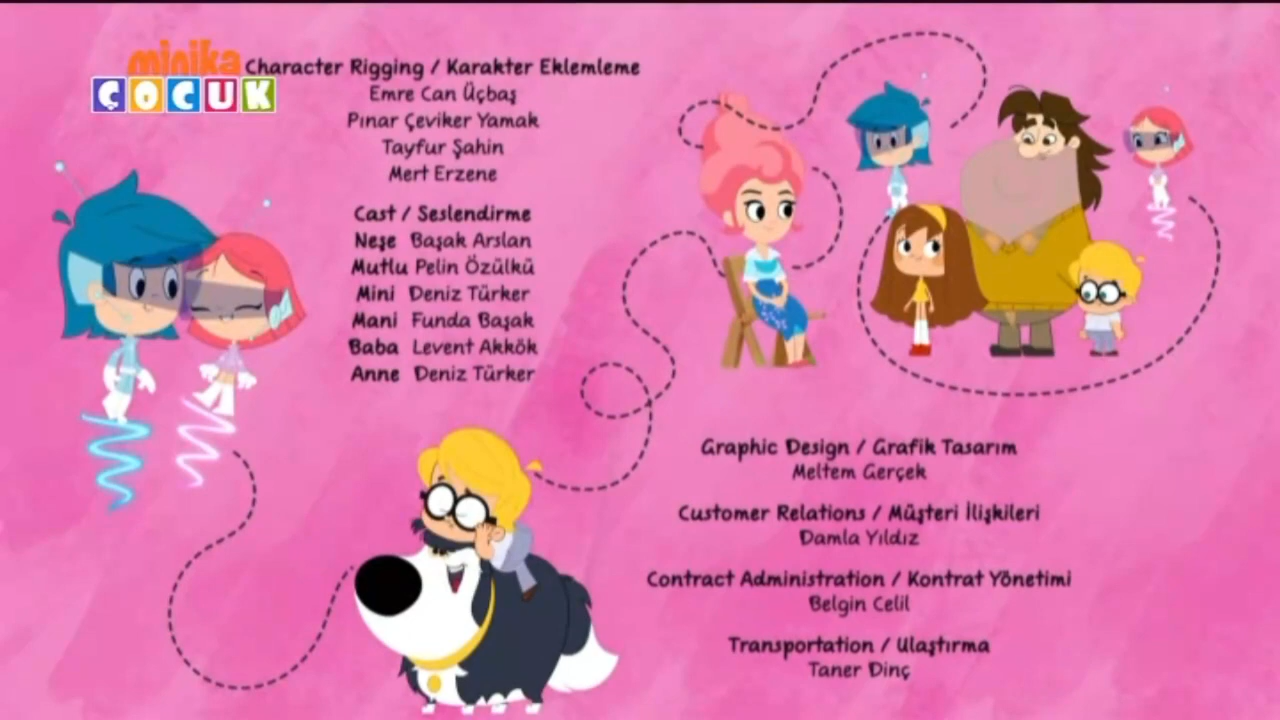 minika
ÇOCUK
Character Rigging / Karakter Eklemleme
Emre Can Üçbaş
Pınar Çeviker Yamak
Tayfur Şahin
Mert Erzene
Cast / Seslendirme
Neşe Başak Arslan
Mutlu Pelin Özülkü
Mini Deniz Türker
Mani Funda Başak
Baba Levent Akkök
Anne Deniz Türker
Graphic Design / Grafik Tasarım
Meltem Gerçek
Customer Relations / Müşteri İlişkileri
Damla Yıldız
Contract Administration / Kontrat Yönetimi
Belgin Celil
Transportation / Ulaştırma
Taner Dinç